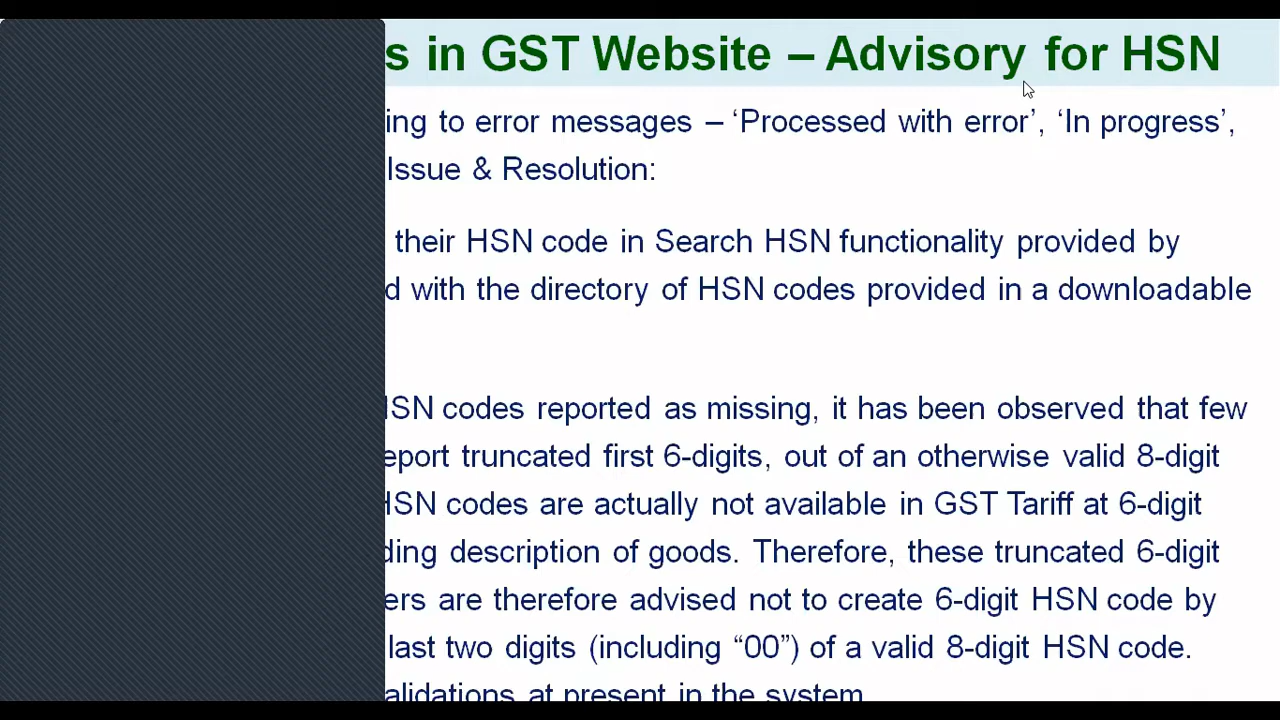 s in GST Website – Advisory for HSN
ing to error messages – ‘Processed with error’, ‘In progress’,
Issue & Resolution:
their HSN code in Search HSN functionality provided by
d with the directory of HSN codes provided in a downloadable
HSN codes reported as missing, it has been observed that few
eport truncated first 6-digits, out of an otherwise valid 8-digit
HSN codes are actually not available in GST Tariff at 6-digit
ding description of goods. Therefore, these truncated 6-digit
ers are therefore advised not to create 6-digit HSN code by
last two digits (including “00”) of a valid 8-digit HSN code.
alidations at present in the system